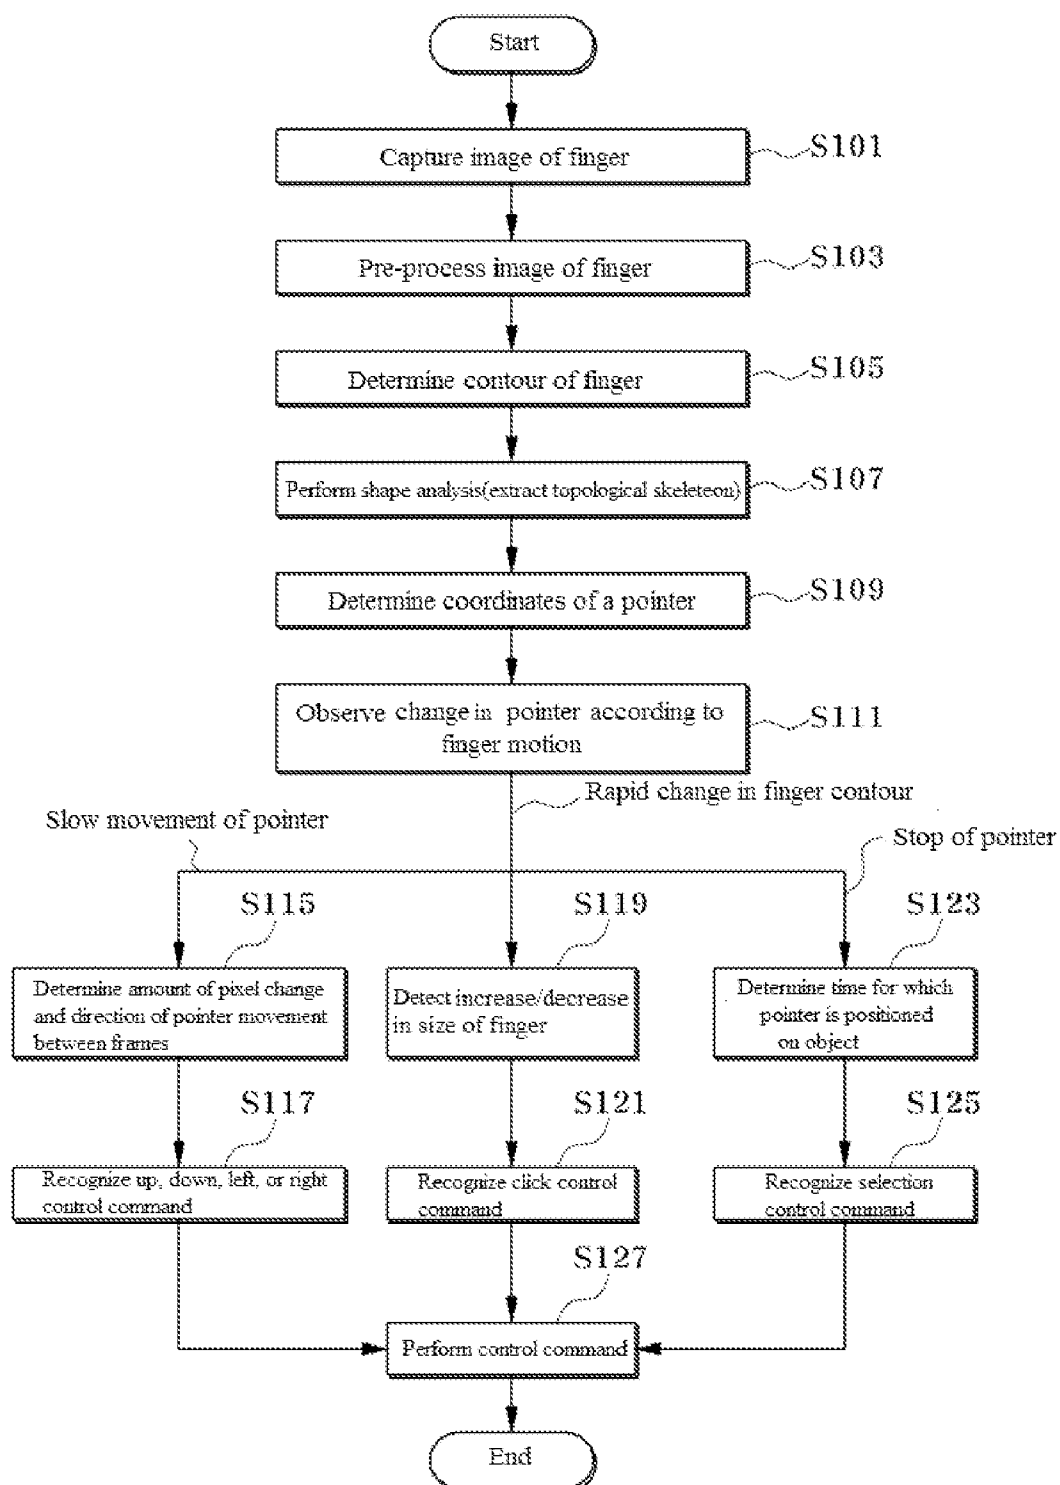 Start
Capture image of finger
S101
Pre-process image of finger
S103
Determine contour of finger
S105
Perform shape analysis(extract topological skeleteon)
S107
Determine coordinates of a pointer
S109
Observe change in pointer according to
finger motion
S111
Rapid change in finger contour
Slow movement of pointer
Stop of pointer
S115
Determine amount of pixel change
and direction of pointer movement
between frames
S119
Detect increase/decrease
in size of finger
S123
Determine time for which
pointer is positioned
on object
S117
Recognize up, down, left, or right
control command
S121
Recognize click control
command
S125
Recognize selection
control command
S127
Perform control command
End